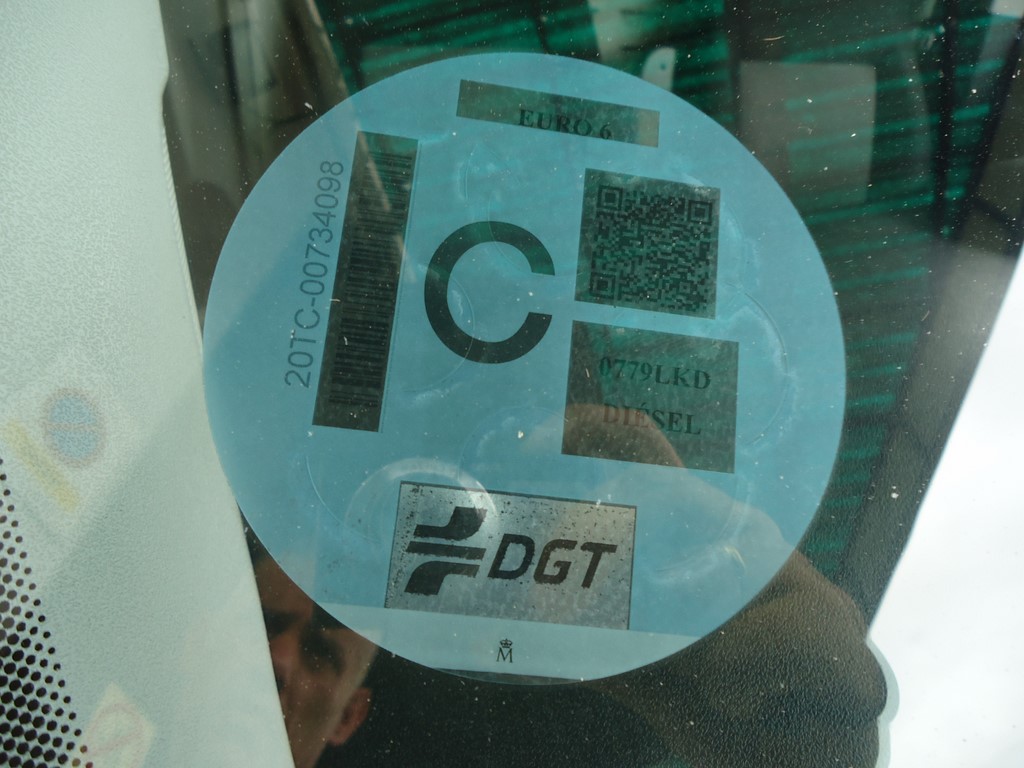 EURO 6
20TC-00734098
C
0779LKD
DIÉSEL
DGT
M